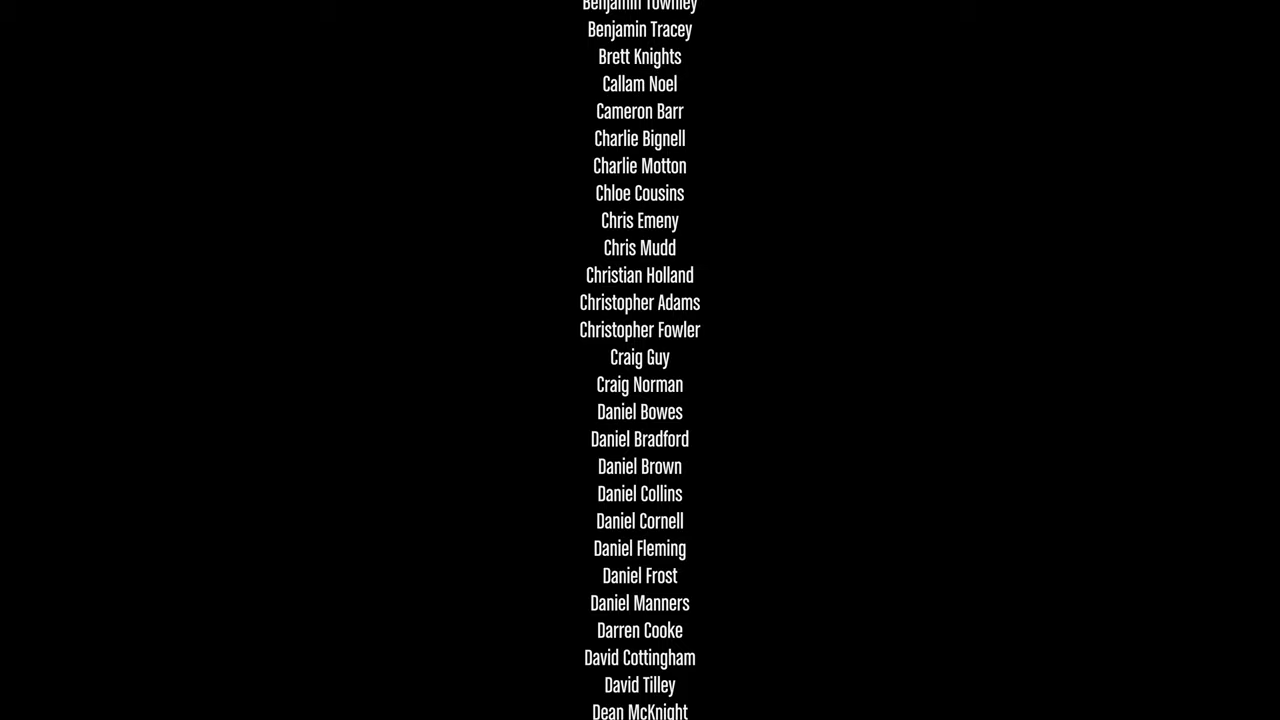 Benjamin Townley
Benjamin Tracey
Brett Knights
Callam Noel
Cameron Barr
Charlie Bignell
Charlie Motton
Chloe Cousins
Chris Emeny
Chris Mudd
Christian Holland
Christopher Adams
Christopher Fowler
Craig Guy
Craig Norman
Daniel Bowes
Daniel Bradford
Daniel Brown
Daniel Collins
Daniel Cornell
Daniel Fleming
Daniel Frost
Daniel Manners
Darren Cooke
David Cottingham
David Tilley
Dean McKnight